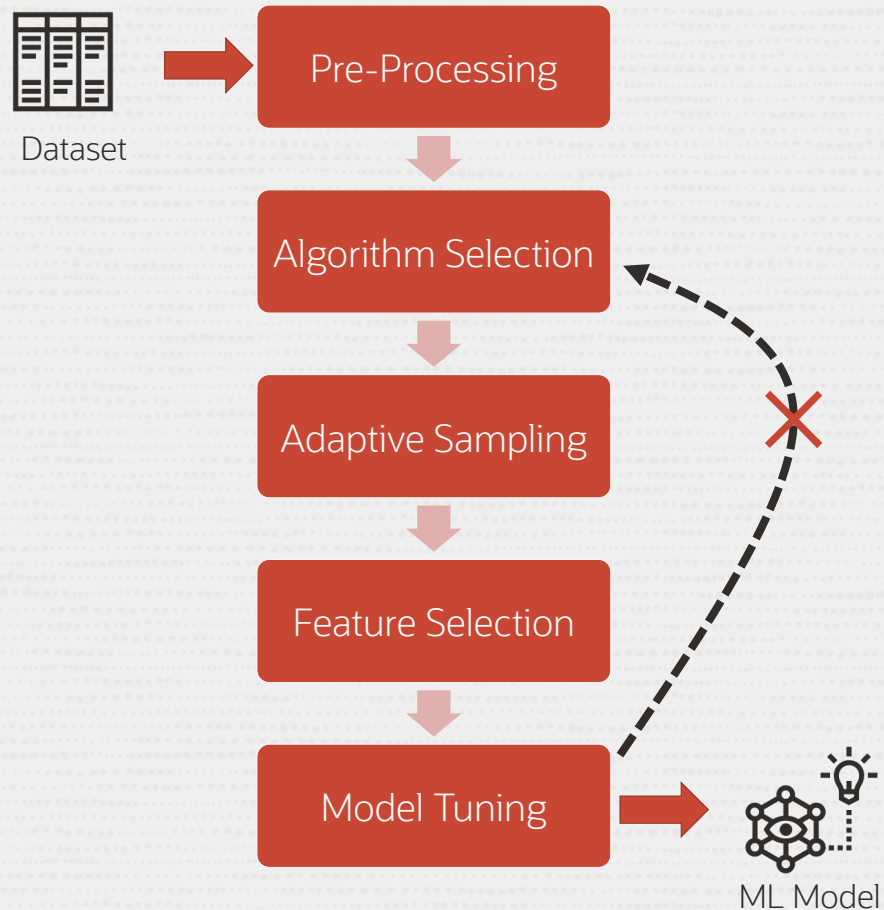 Pre-Processing
Dataset
Algorithm Selection
Adaptive Sampling
Feature Selection
Model Tuning
ML Model